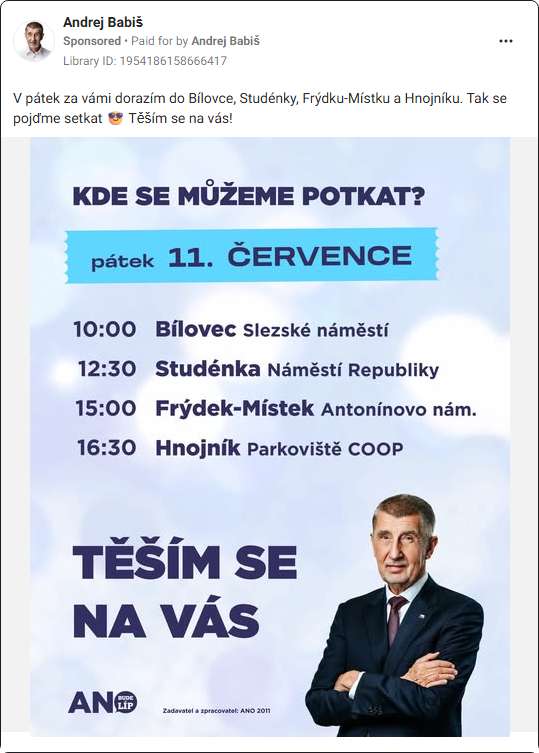 Andrej Babiš
Sponsored • Paid for by Andrej Babiš
Library ID: 1954186158666417
V pátek za vámi dorazím do Bílovce, Studénky, Frýdku-Místku a Hnojníku. Tak se
pojďme setkat 😎 Těším se na vás!
KDE SE MŮŽEME POTKAT?
pátek 11. ČERVENCE
10:00 Bílovec Slezské náměstí
12:30 Studénka Náměstí Republiky
15:00 Frýdek-Místek Antonínovo nám.
16:30 Hnojník Parkoviště COOP
TĚŠÍM SE
NA VÁS
ANO BUDE LÍP
Zadavatel a zpracovatel: ANO 2011